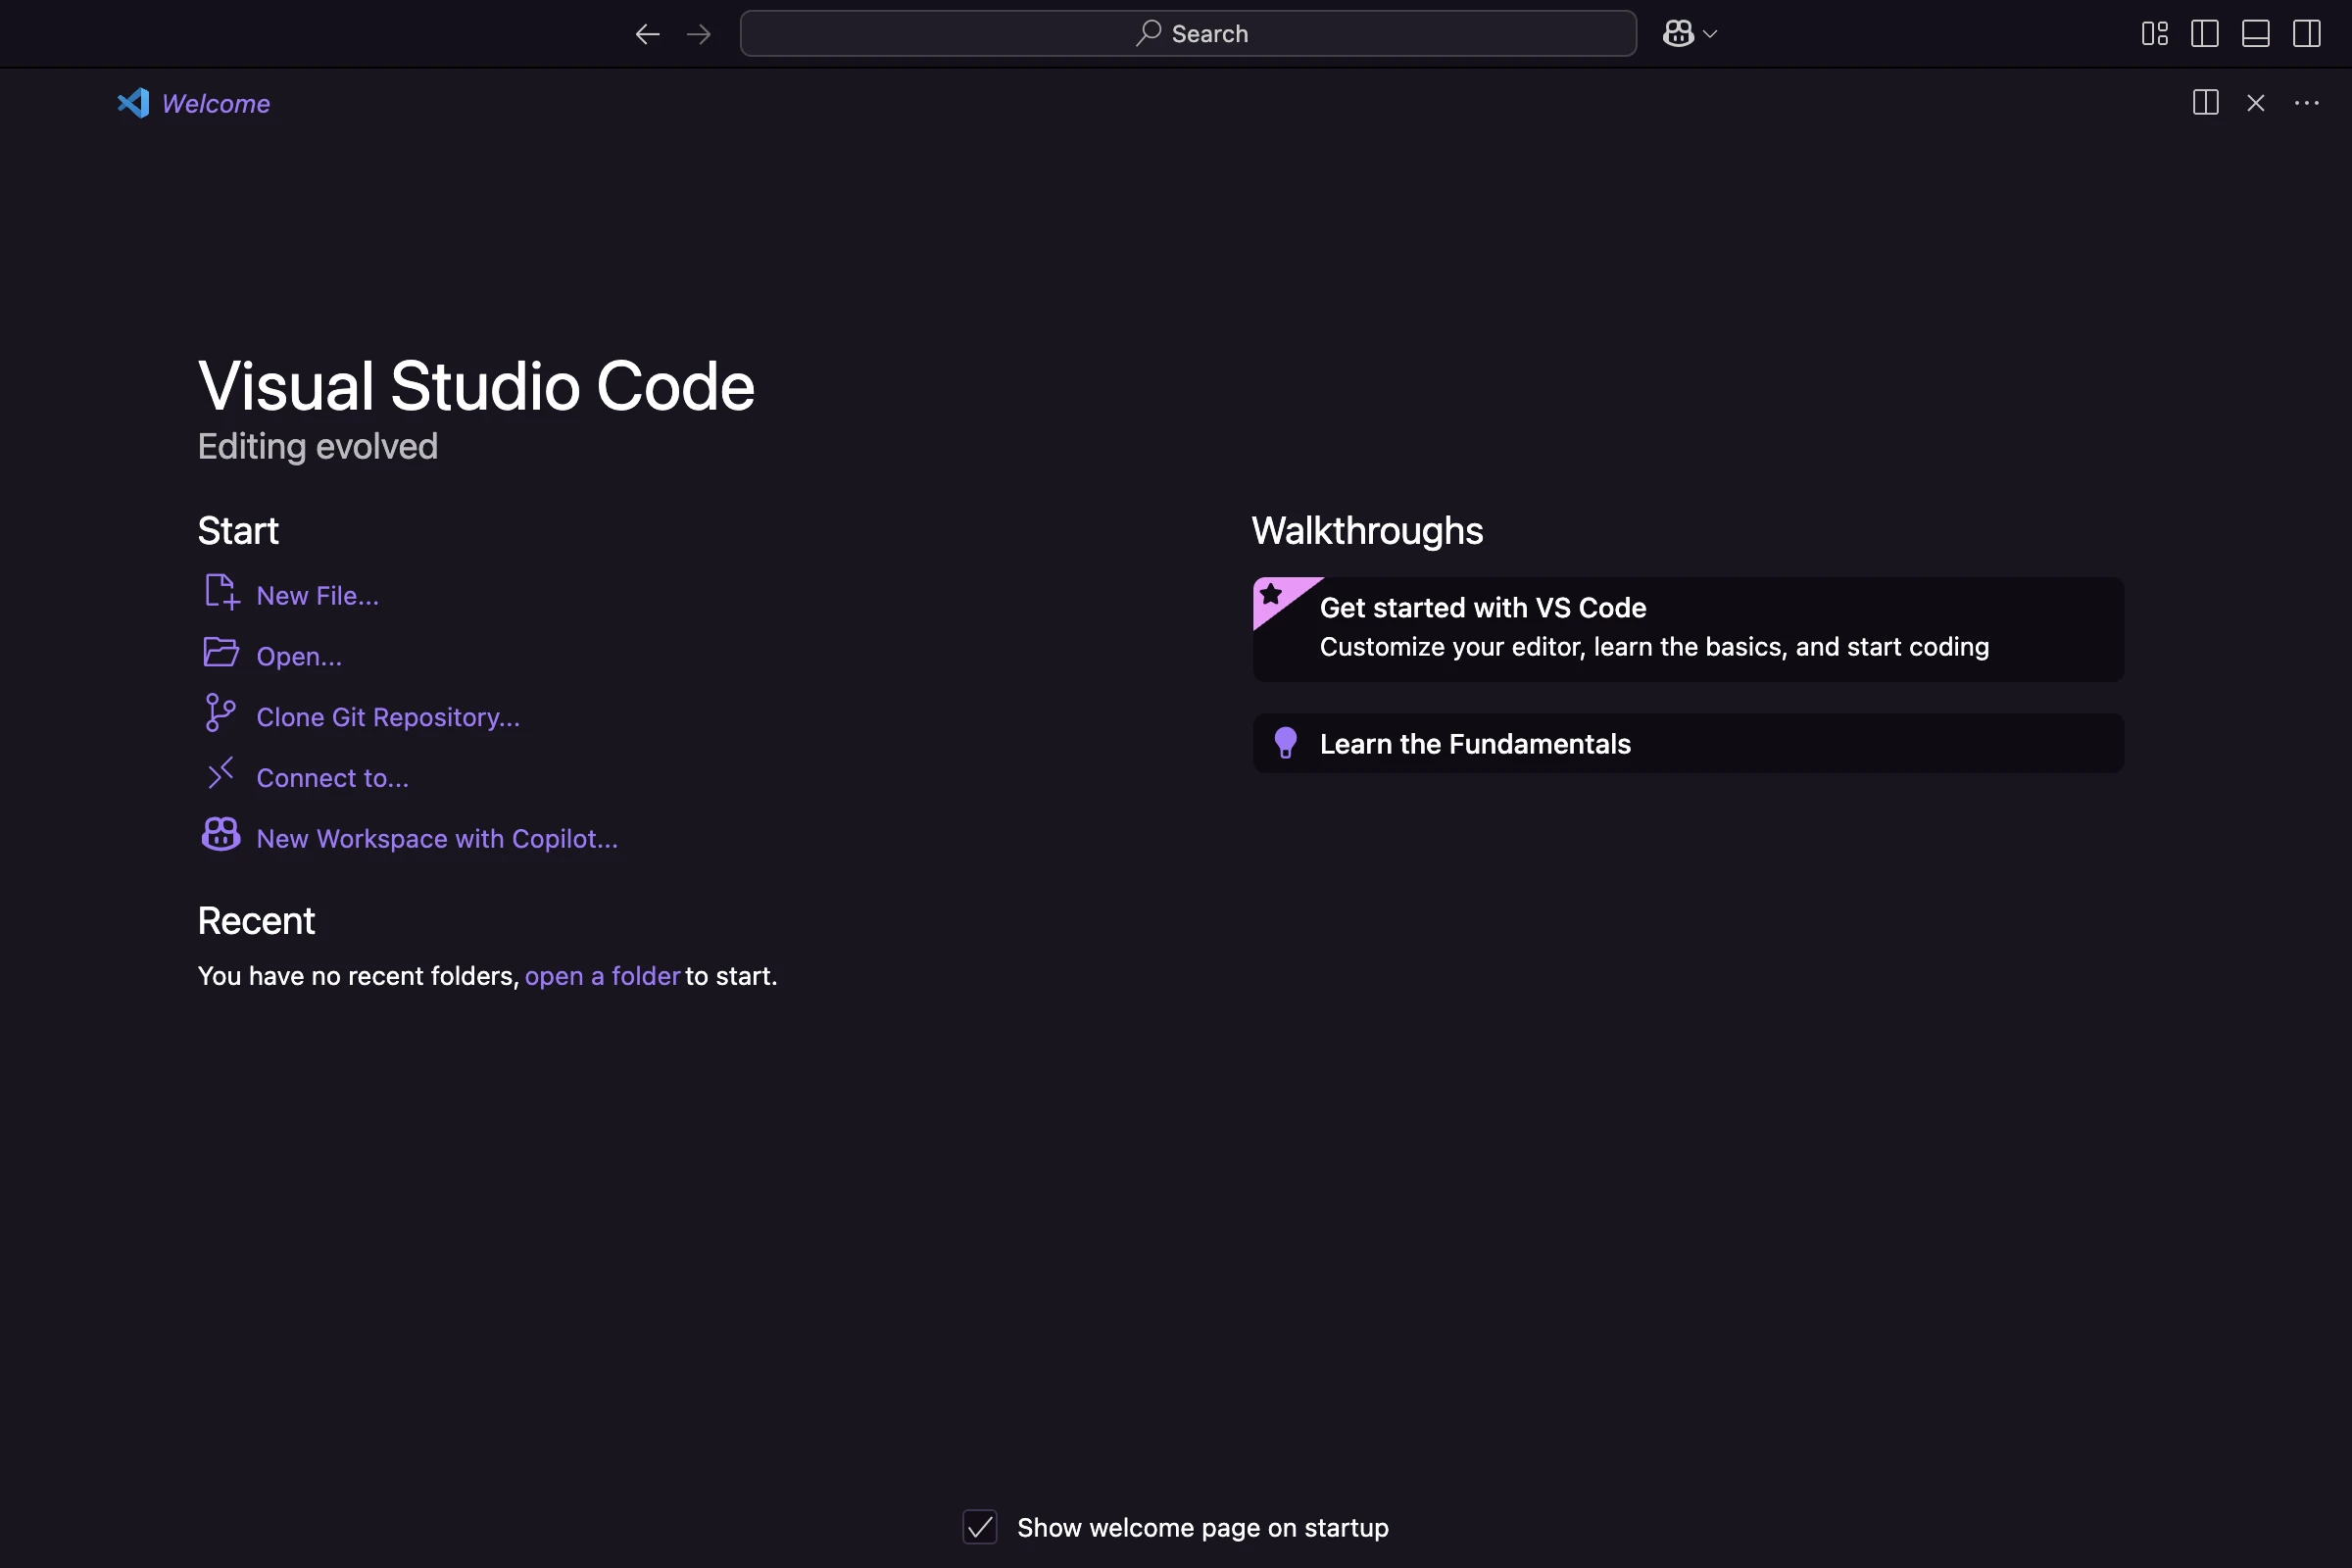 Search
Welcome
Visual Studio Code
Editing evolved
Start
New File...
Open...
Clone Git Repository...
Connect to...
New Workspace with Copilot...
Recent
You have no recent folders, open a folder to start.
Walkthroughs
Get started with VS Code
Customize your editor, learn the basics, and start coding
Learn the Fundamentals
Show welcome page on startup